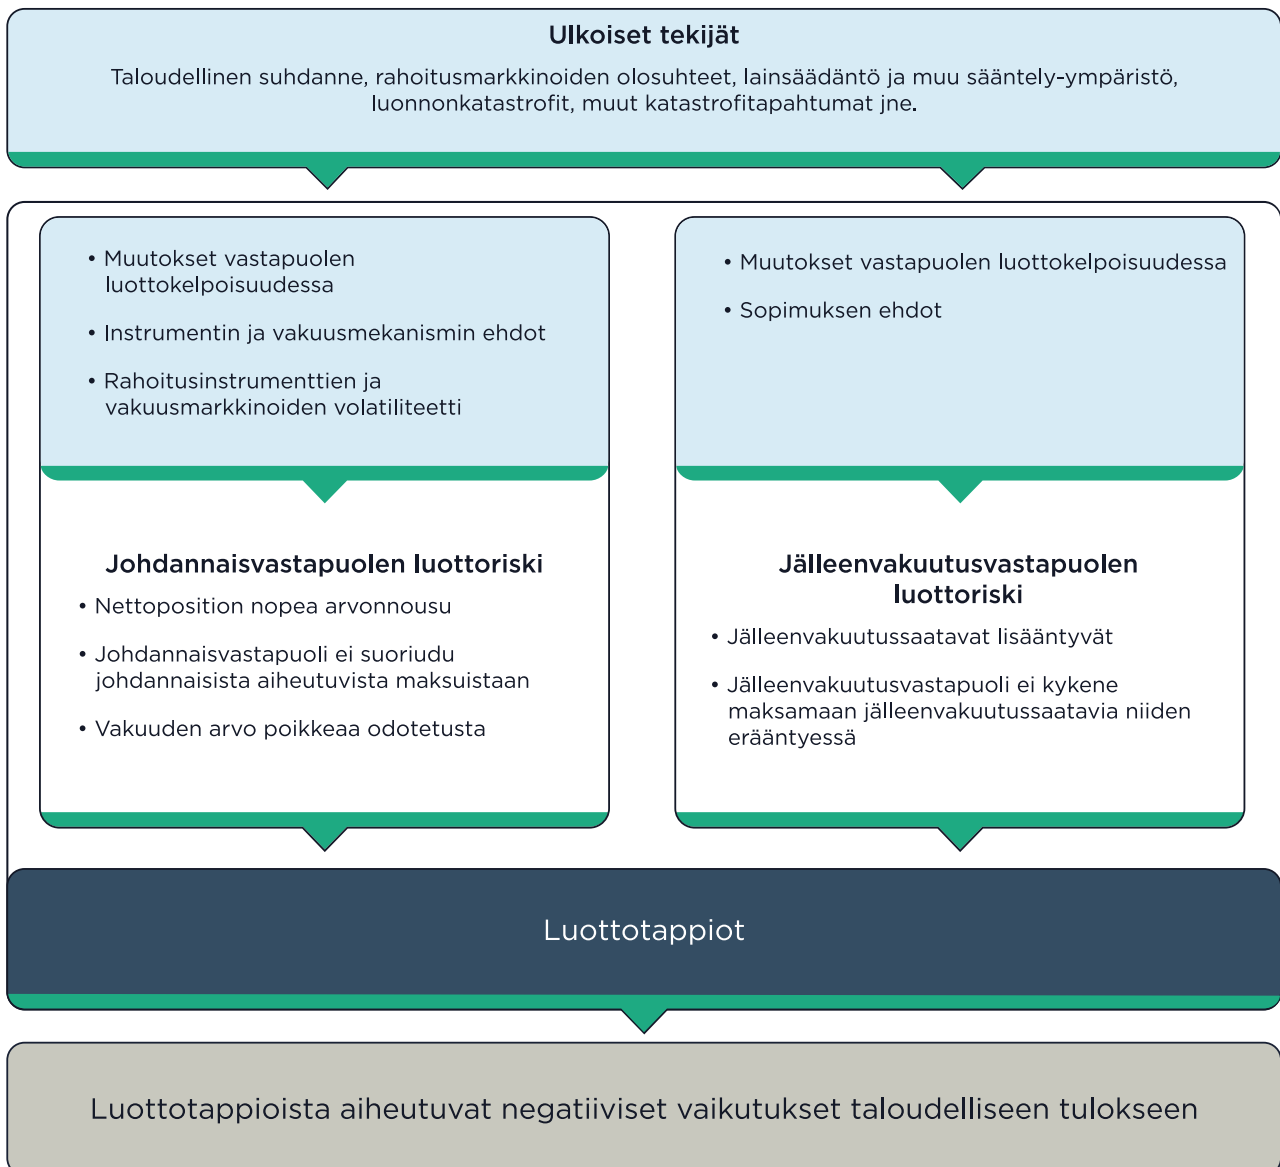 Ulkoiset tekijät
Taloudellinen suhdanne, rahoitusmarkkinoiden olosuhteet, lainsäädäntö ja muu sääntely-ympäristö,
luonnonkatastrofit, muut katastrofitapahtumat jne.
• Muutokset vastapuolen
luottokelpoisuudessa
• Instrumentin ja vakuusmekanismin ehdot
• Rahoitusinstrumenttien ja
vakuusmarkkinoiden volatiliteetti
• Muutokset vastapuolen luottokelpoisuudessa
• Sopimuksen ehdot
Johdannaisvastapuolen luottoriski
• Nettoposition nopea arvonnousu
• Johdannaisvastapuoli ei suoriudu
johdannaisista aiheutuvista maksuistaan
• Vakuuden arvo poikkeaa odotetusta
Jälleenvakuutusvastapuolen
luottoriski
• Jälleenvakuutussaatavat lisääntyvät
• Jälleenvakuutusvastapuoli ei kykene
maksamaan jälleenvakuutussaatavia niiden
erääntyessä
Luottotappiot
Luottotappioista aiheutuvat negatiiviset vaikutukset taloudelliseen tulokseen